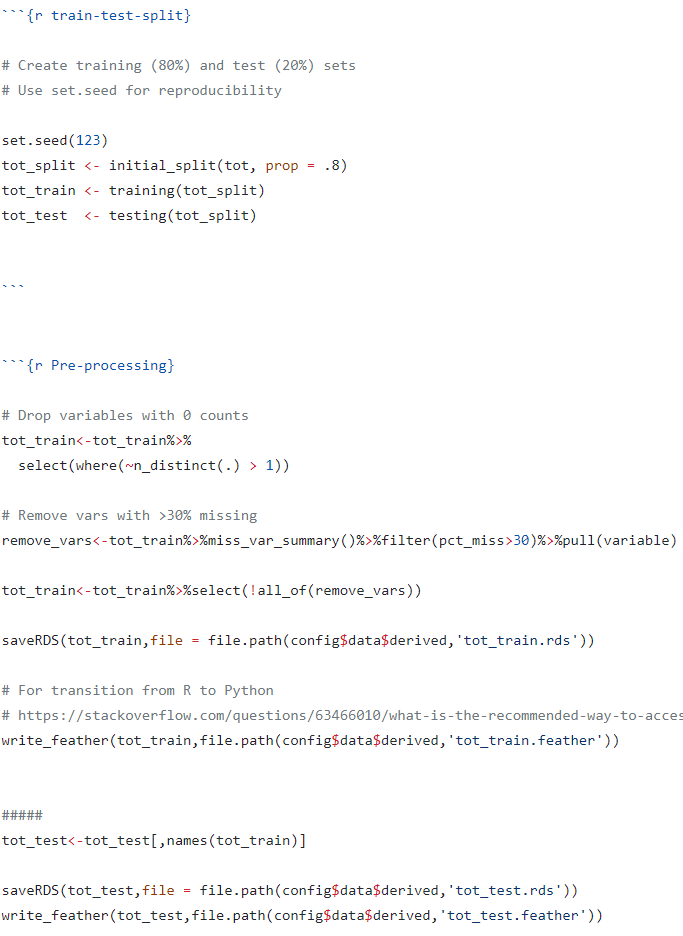 ```{r train-test-split}
# Create training (80%) and test (20%) sets
# Use set.seed for reproducibility
set.seed(123)
tot_split <- initial_split(tot, prop = .8)
tot_train <- training(tot_split)
tot_test  <- testing(tot_split)
```
```{r Pre-processing}
# Drop variables with 0 counts
tot_train<-tot_train%>%
  select(where(~n_distinct(.) > 1))
# Remove vars with >30% missing
remove_vars<-tot_train%>%miss_var_summary()%>%filter(pct_miss>30)%>%pull(variable)
tot_train<-tot_train%>%select(!all_of(remove_vars))
saveRDS(tot_train,file = file.path(config$data$derived,'tot_train.rds'))
# For transition from R to Python
# https://stackoverflow.com/questions/63466010/what-is-the-recommended-way-to-acces
write_feather(tot_train,file.path(config$data$derived,'tot_train.feather'))
#####
tot_test<-tot_test[,names(tot_train)]
saveRDS(tot_test,file = file.path(config$data$derived,'tot_test.rds'))
write_feather(tot_test,file.path(config$data$derived,'tot_test.feather'))